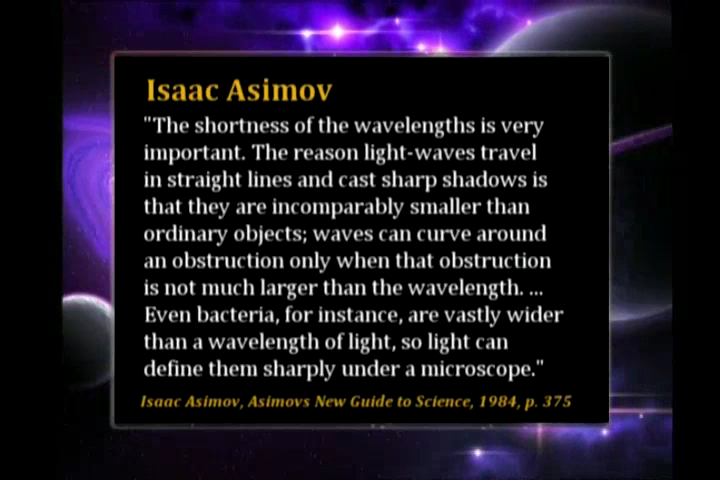 Isaac Asimov
"The shortness of the wavelengths is very
important. The reason light-waves travel
in straight lines and cast sharp shadows is
that they are incomparably smaller than
ordinary objects; waves can curve around
an obstruction only when that obstruction
is not much larger than the wavelength. ...
Even bacteria, for instance, are vastly wider
than a wavelength of light, so light can
define them sharply under a microscope."
Isaac Asimov, Asimovs New Guide to Science, 1984, p. 375